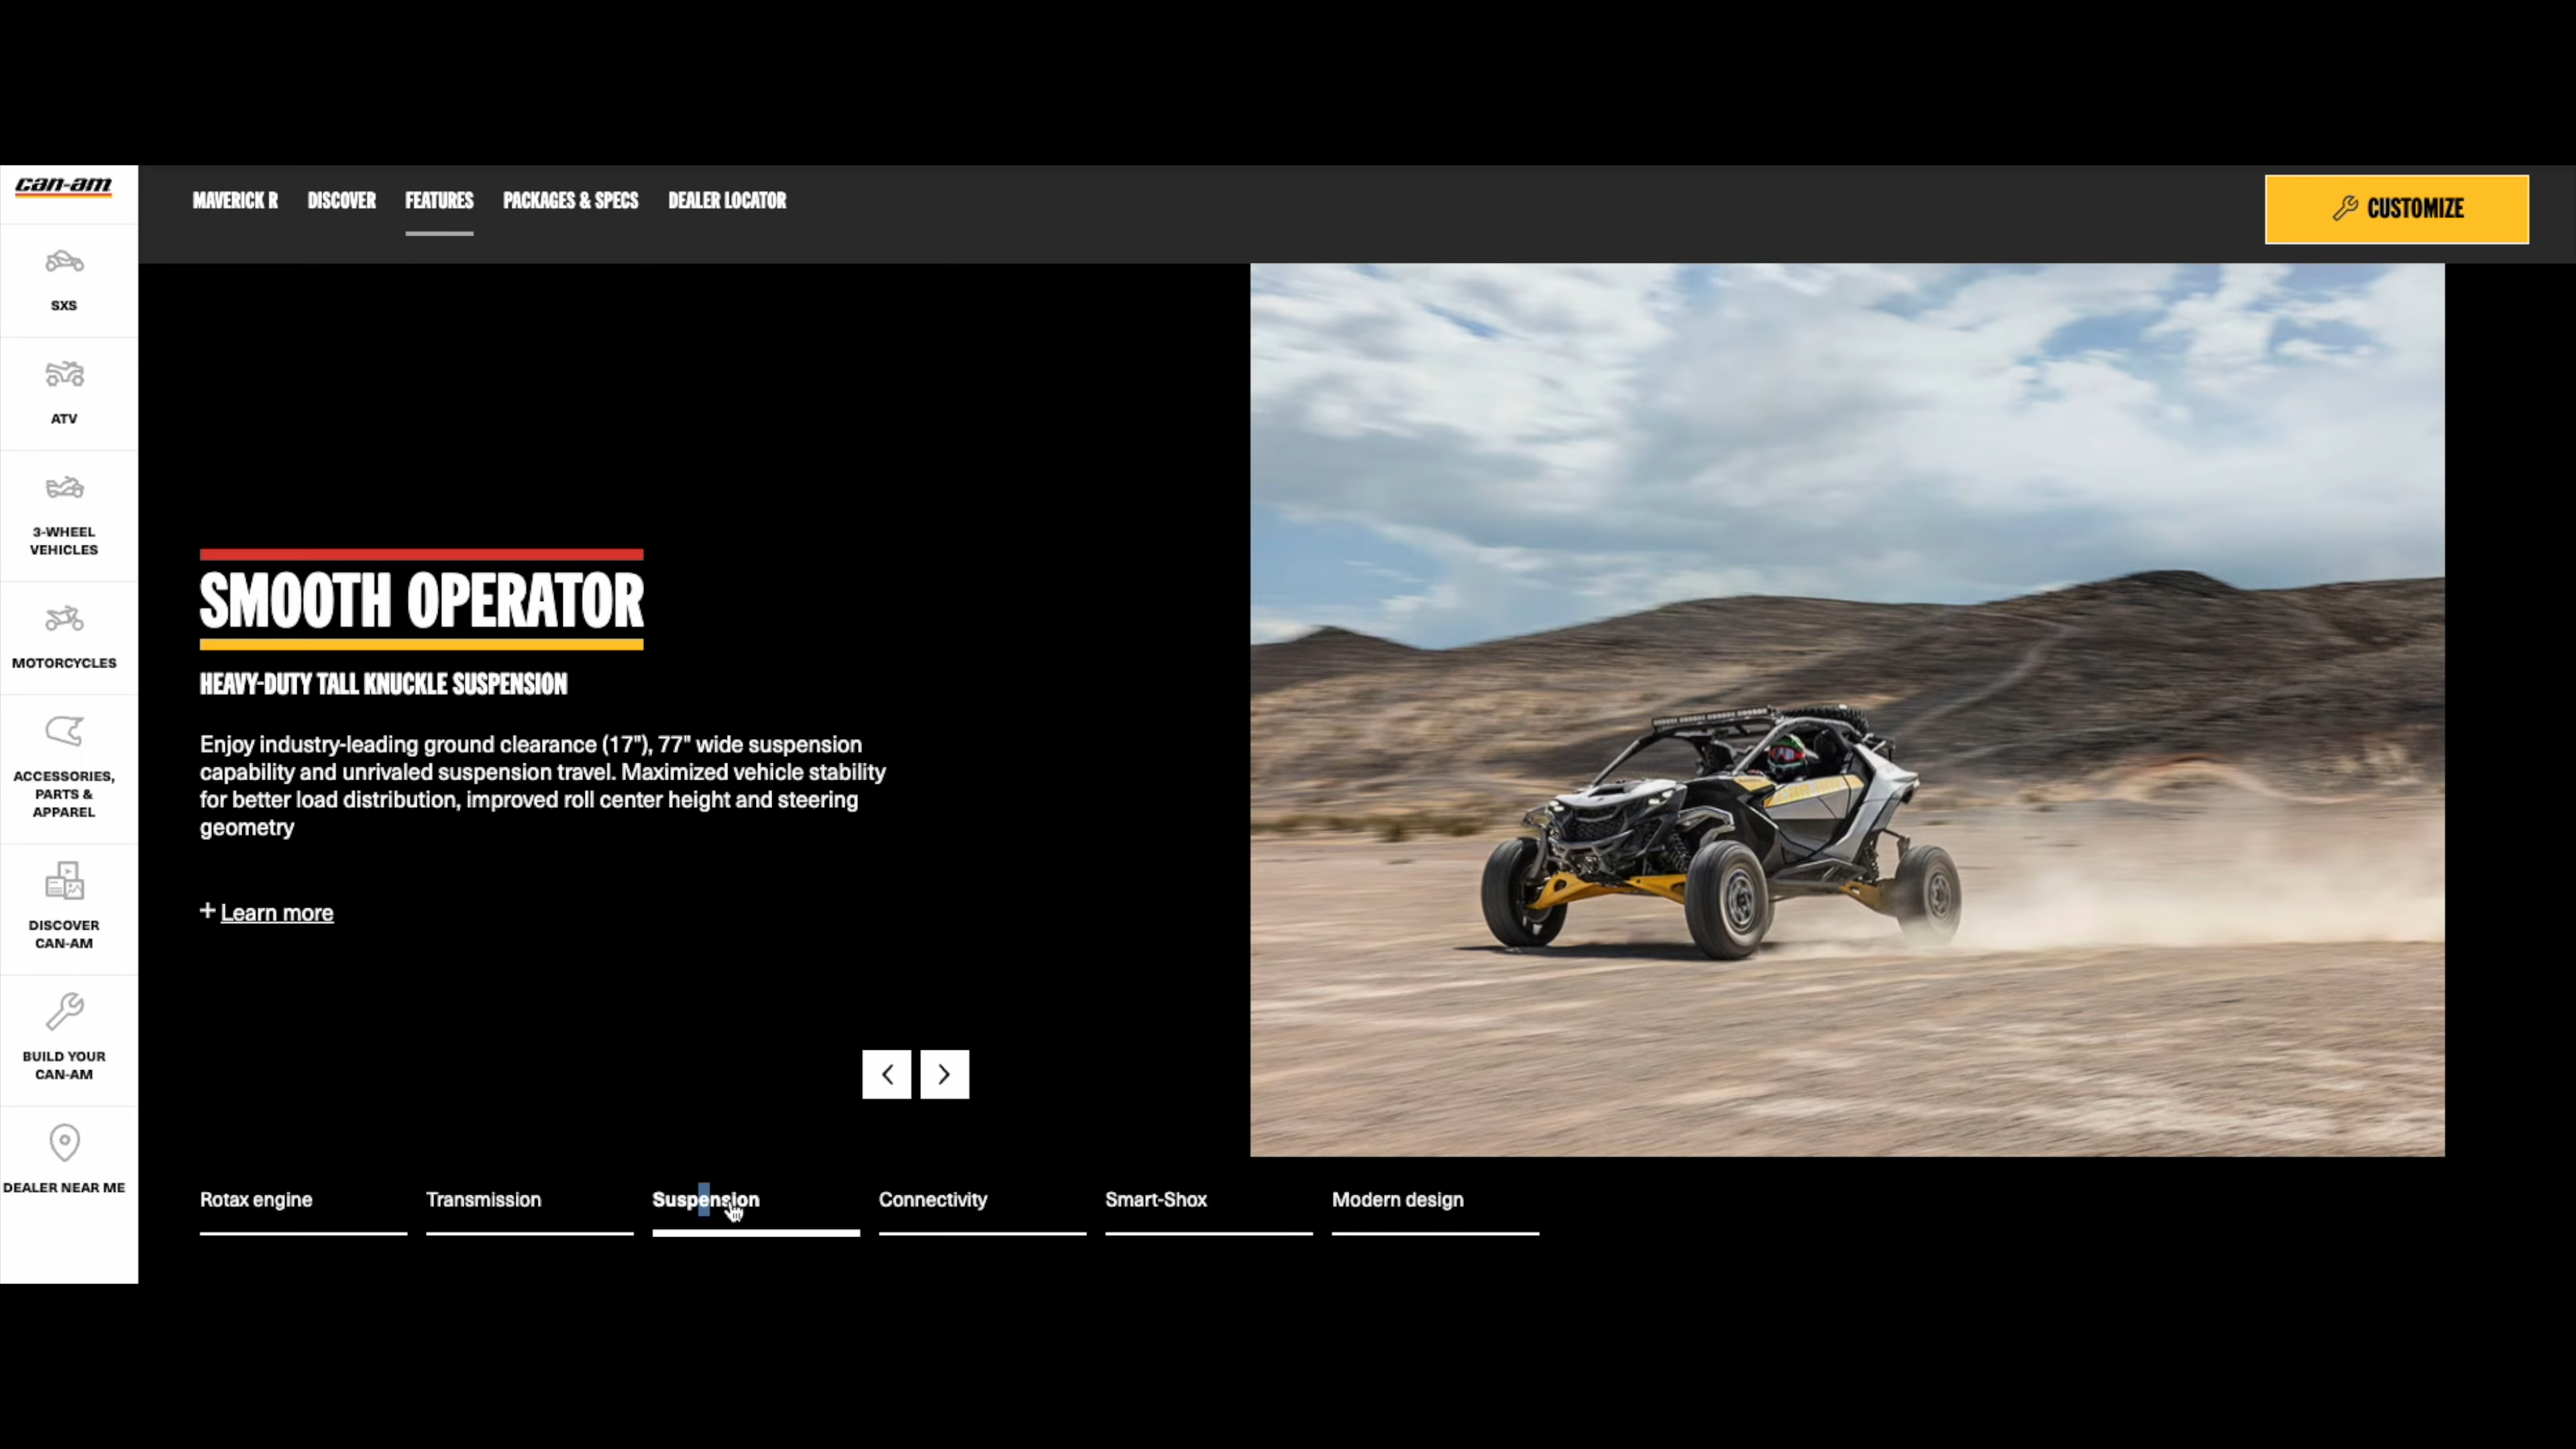 can-am
MAVERICK R
DISCOVER
FEATURES
PACKAGES & SPECS
DEALER LOCATOR
CUSTOMIZE
SXS
ATV
3-WHEEL
VEHICLES
MOTORCYCLES
ACCESSORIES,
PARTS &
APPAREL
DISCOVER
CAN-AM
BUILD YOUR
CAN-AM
DEALER NEAR ME
SMOOTH OPERATOR
HEAVY-DUTY TALL KNUCKLE SUSPENSION
Enjoy industry-leading ground clearance (17"), 77" wide suspension
capability and unrivaled suspension travel. Maximized vehicle stability
for better load distribution, improved roll center height and steering
geometry
+ Learn more
Rotax engine
Transmission
Suspension
Connectivity
Smart-Shox
Modern design